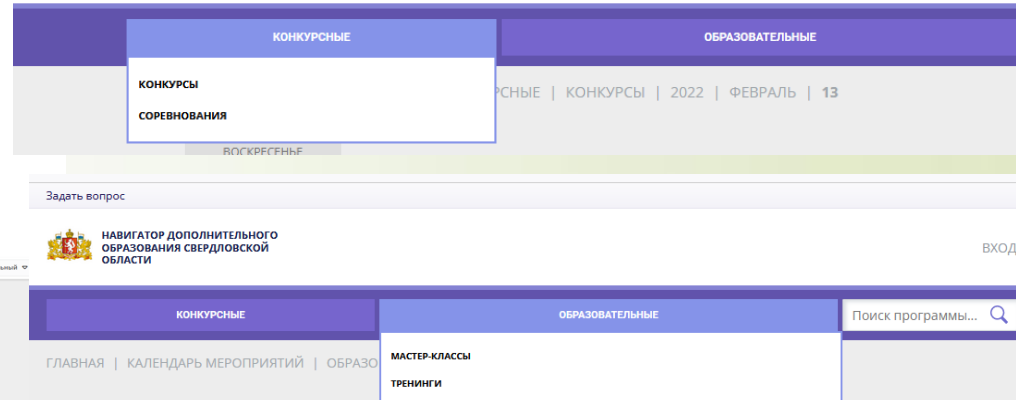 КОНКУРСНЫЕ ОБРАЗОВАТЕЛЬНЫЕ
КОНКУРСЫ
РСНЫЕ | КОНКУРСЫ | 2022 | ФЕВРАЛЬ | 13
СОРЕВНОВАНИЯ
ВОСКРЕСЕНЬЕ
Задать вопрос
НАВИГАТОР ДОПОЛНИТЕЛЬНОГО
ОБРАЗОВАНИЯ СВЕРДЛОВСКОЙ
ОБЛАСТИ
ВХОД
КОНКУРСНЫЕ ОБРАЗОВАТЕЛЬНЫЕ Поиск программы...
ГЛАВНАЯ | КАЛЕНДАРЬ МЕРОПРИЯТИЙ | ОБРАЗО
МАСТЕР-КЛАССЫ
ТРЕНИНГИ